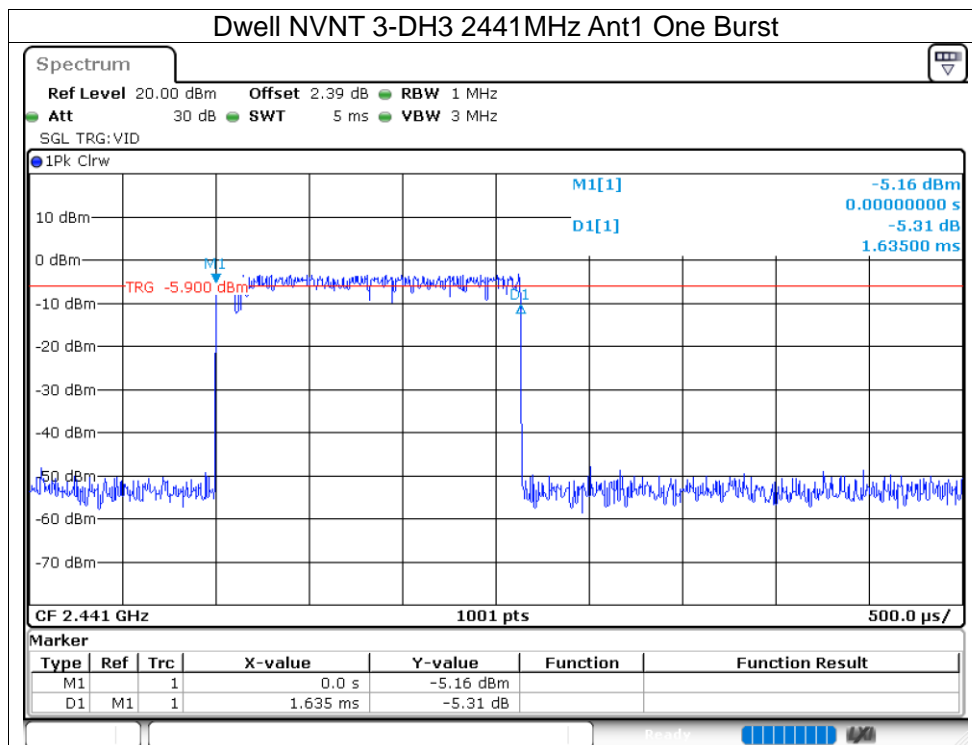 Dwell NVNT 3-DH3 2441MHz Ant1 One Burst
Spectrum
Ref Level 20.00 dBm Offset 2.39 dB RBW 1 MHz
Att 30 dB SWT 5 ms VBW 3 MHz
SGL TRG:VID
1Pk Clrw
M1[1] -5.16 dBm
0.00000000 s
10 dBm
D1[1] -5.31 dB
1.63500 ms
0 dBm
M1
TRG -5.900 dBm
D1
-10 dBm
-20 dBm
-30 dBm
-40 dBm
-50 dBm
-60 dBm
-70 dBm
CF 2.441 GHz 1001 pts 500.0 µs/
Marker
Type Ref Trc X-value Y-value Function Function Result
M1 1 0.0 s -5.16 dBm
D1 M1 1 1.635 ms -5.31 dB
Ready